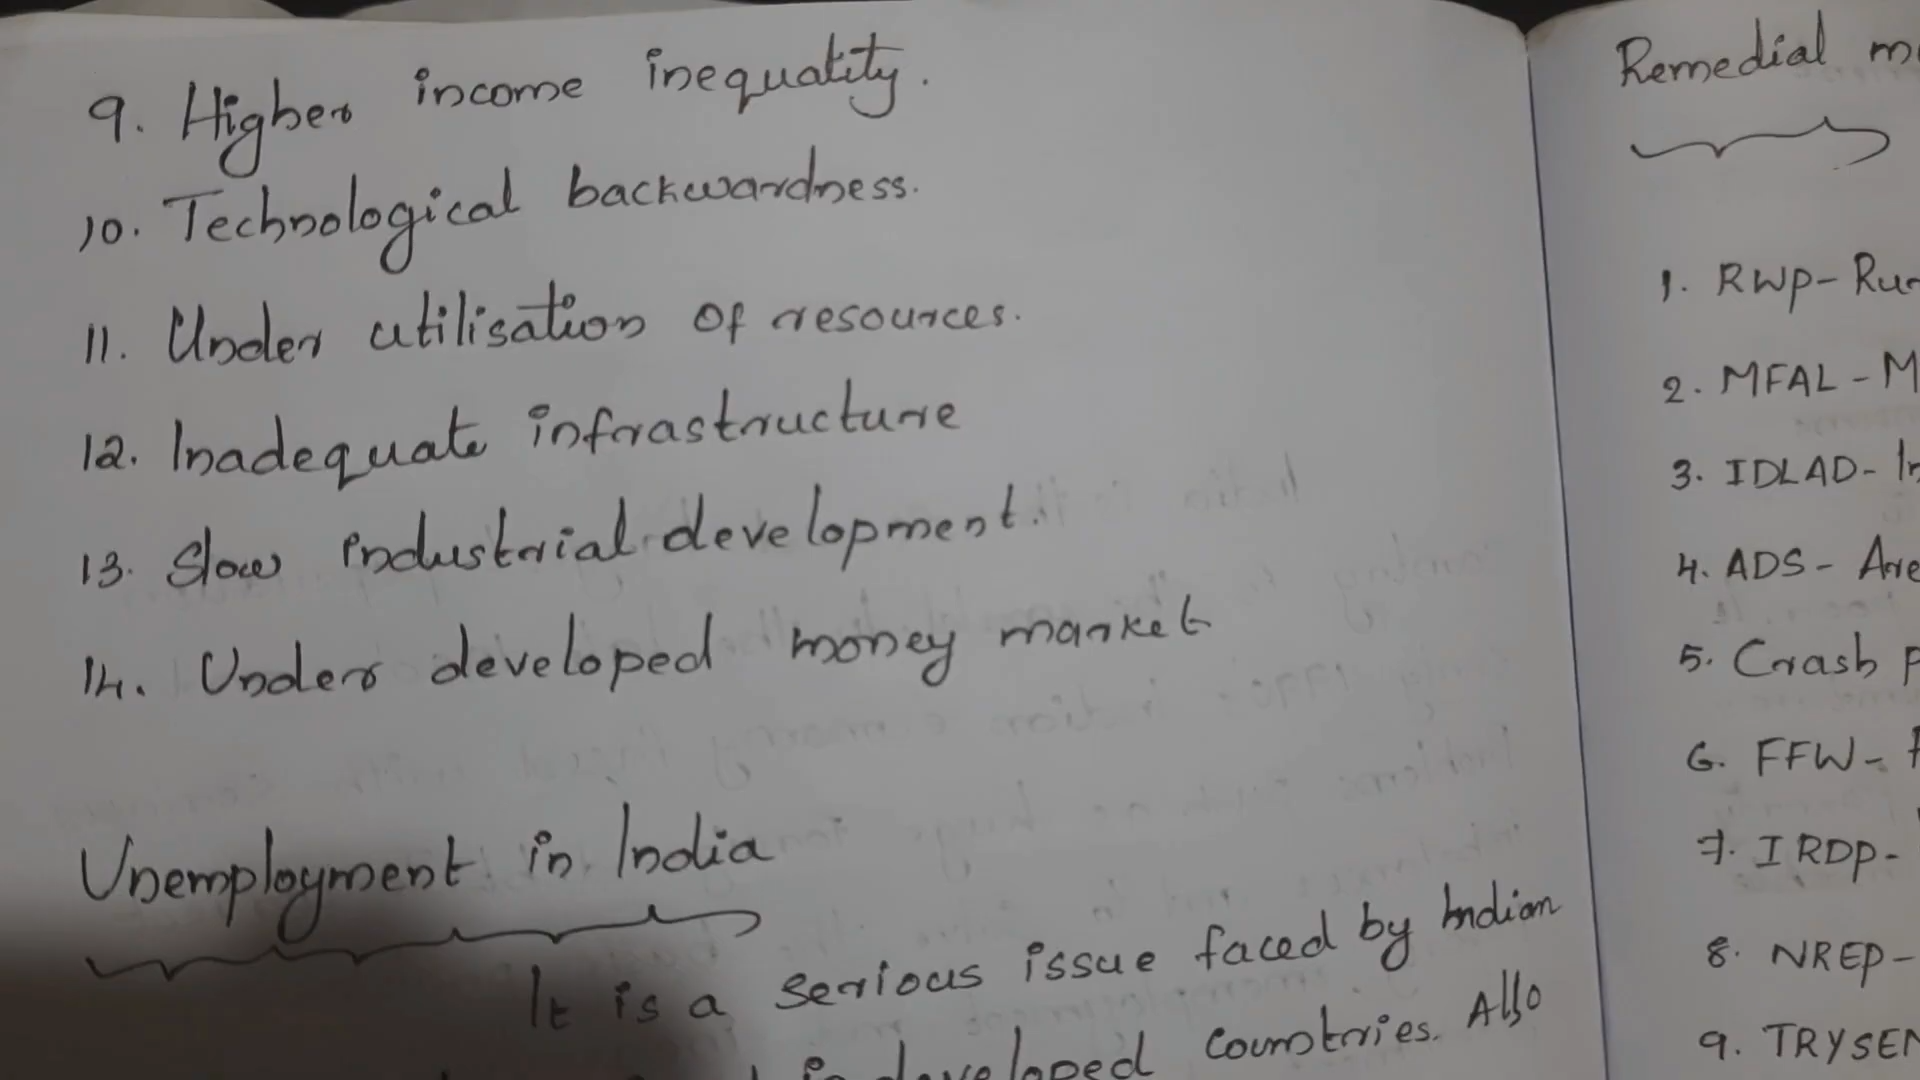 9. Higher income inequality.
10. Technological backwardness.
11. Under utilisation of resources.
12. Inadequate infrastructure
13. Slow industrial development.
14. Under developed money market
Unemployment in India
It is a serious issue faced by Indian
developed countries. Also
Remedial
1. RWP-
2. MFAL -
3. IDLAD-
4. ADS -
5. Crash
6. FFW-
7. IRDP-
8. NREP-
9.